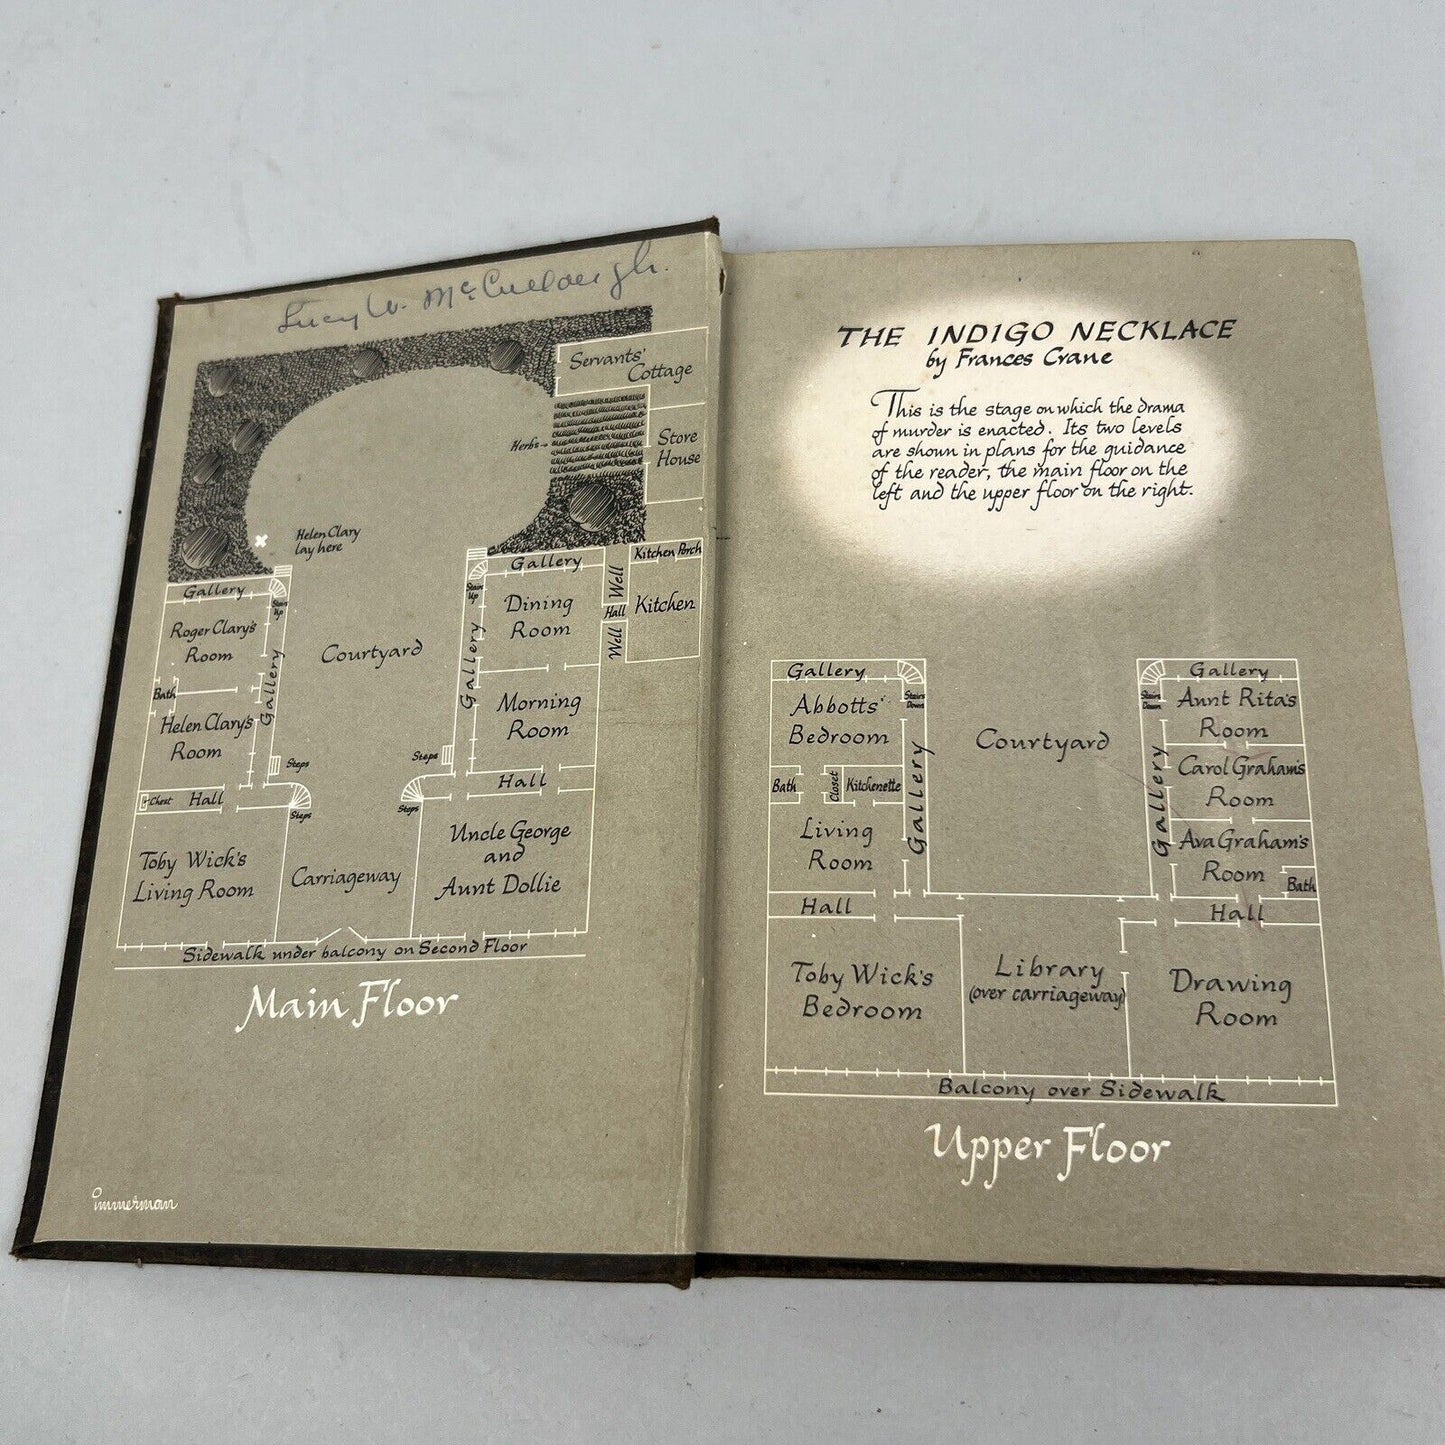 Lucy W. McCullough.
Servants'
Cottage
Herbs→
Store
House
Helen Clary
lay here
Gallery
Stairs
Up
Roger Clary's
Room
Bath
Helen Clary's
Room
Gallery
Courtyard
Steps
Chest
Hall
Steps
Toby Wick's
Living Room
Carriageway
Gallery
Stairs
Up
Gallery
Dining
Room
Well
Hall
Well
Kitchen Porch
Kitchen
Morning
Room
Steps
Hall
Steps
Uncle George
and
Aunt Dollie
Sidewalk under balcony on Second Floor
Main Floor
immerman
THE INDIGO NECKLACE
by Frances Crane
This is the stage on which the drama
of murder is enacted. Its two levels
are shown in plans for the guidance
of the reader, the main floor on the
left and the upper floor on the right.
Gallery
Stairs
Down
Abbotts'
Bedroom
Bath
Closet
Kitchenette
Gallery
Living
Room
Hall
Toby Wick's
Bedroom
Courtyard
Library
(over carriageway)
Gallery
Stairs
Down
Gallery
Aunt Rita's
Room
Carol Graham's
Room
Ava Graham's
Room
Bath
Hall
Drawing
Room
Balcony over Sidewalk
Upper Floor